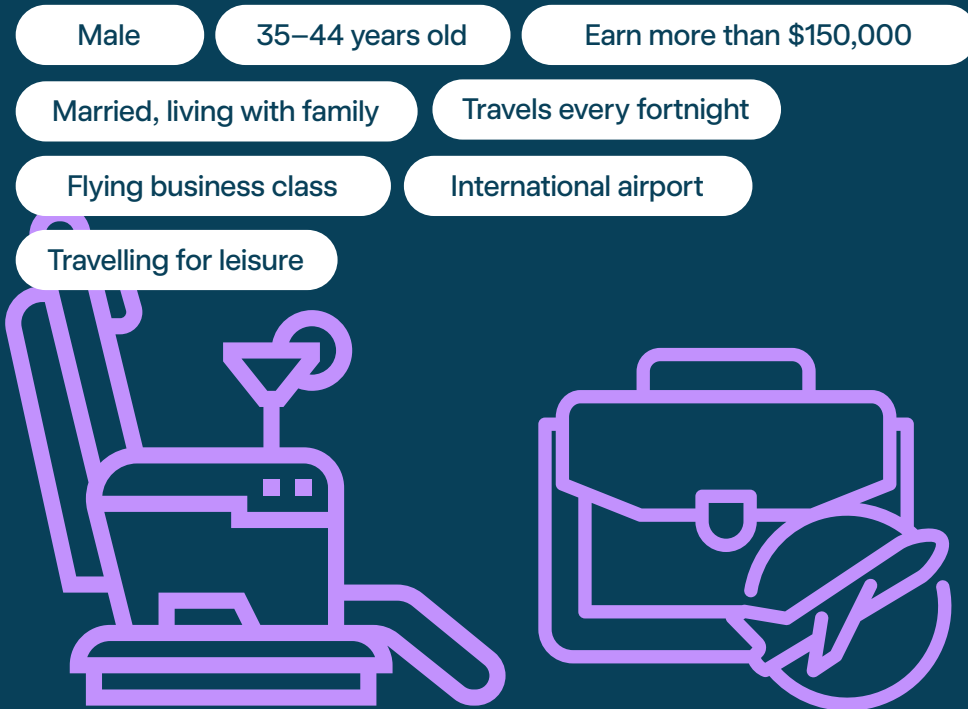 Male 35–44 years old Earn more than $150,000
Married, living with family Travels every fortnight
Flying business class International airport
Travelling for leisure